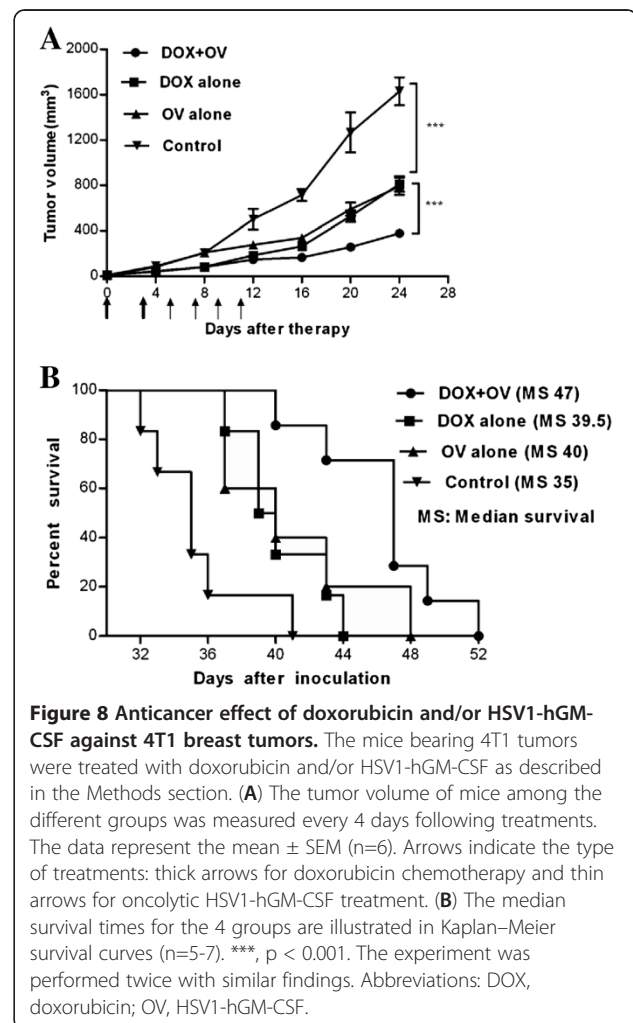 A
DOX+OV
DOX alone
OV alone
Control
Tumor volume(mm³)
2000
1600
1200
800
400
0
***
***
0 4 8 12 16 20 24 28
Days after therapy
B
DOX+OV (MS 47)
DOX alone (MS 39.5)
OV alone (MS 40)
Control (MS 35)
MS: Median survival
Percent survival
100
80
60
40
20
0
32 36 40 44 48 52
Days after inoculation
Figure 8 Anticancer effect of doxorubicin and/or HSV1-hGM-
CSF against 4T1 breast tumors. The mice bearing 4T1 tumors
were treated with doxorubicin and/or HSV1-hGM-CSF as described
in the Methods section. (A) The tumor volume of mice among the
different groups was measured every 4 days following treatments.
The data represent the mean ± SEM (n=6). Arrows indicate the type
of treatments: thick arrows for doxorubicin chemotherapy and thin
arrows for oncolytic HSV1-hGM-CSF treatment. (B) The median
survival times for the 4 groups are illustrated in Kaplan–Meier
survival curves (n=5-7). ***, p < 0.001. The experiment was
performed twice with similar findings. Abbreviations: DOX,
doxorubicin; OV, HSV1-hGM-CSF.